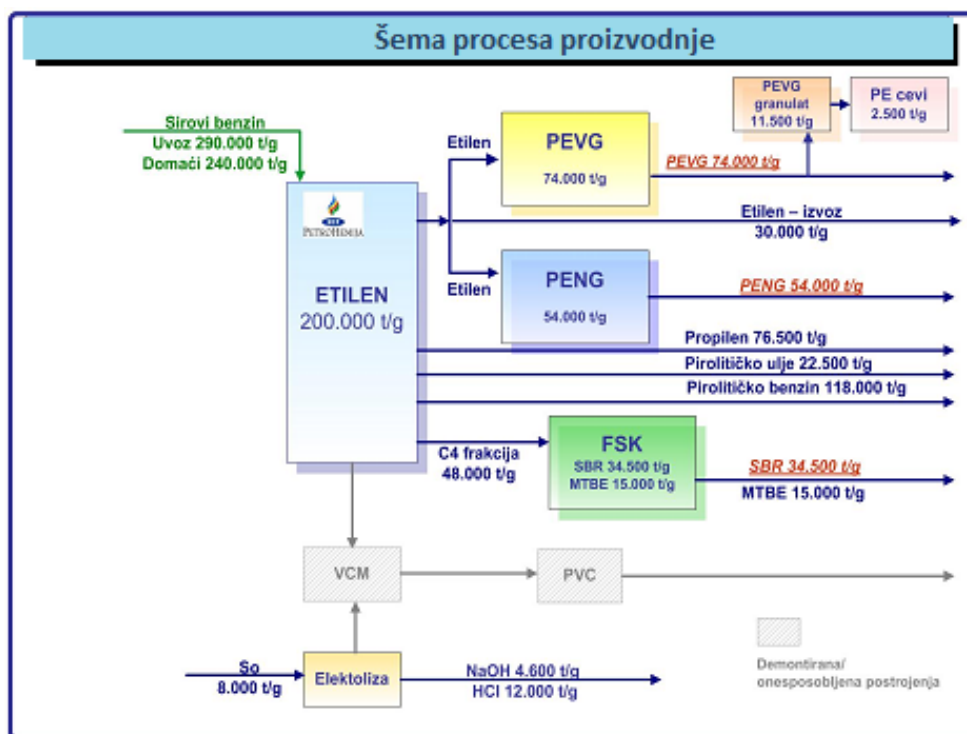 Šema procesa proizvodnje
Sirovi benzin
Uvoz 290.000 t/g
Domaći 240.000 t/g
PETROHEMIJA
ETILEN
200.000 t/g
Etilen
PEVG
74.000 t/g
PEVG 74.000 t/g
PEVG
granulat
11.500 t/g
PE cevi
2.500 t/g
Etilen – izvoz
30.000 t/g
Etilen
PENG
54.000 t/g
PENG 54.000 t/g
Propilen 76.500 t/g
Pirolitičko ulje 22.500 t/g
Pirolitičko benzin 118.000 t/g
C4 frakcija
48.000 t/g
FSK
SBR 34.500 t/g
MTBE 15.000 t/g
SBR 34.500 t/g
MTBE 15.000 t/g
VCM
PVC
So
8.000 t/g
Elektoliza
NaOH 4.600 t/g
HCl 12.000 t/g
Demontirana/
onesposobljena postrojenja